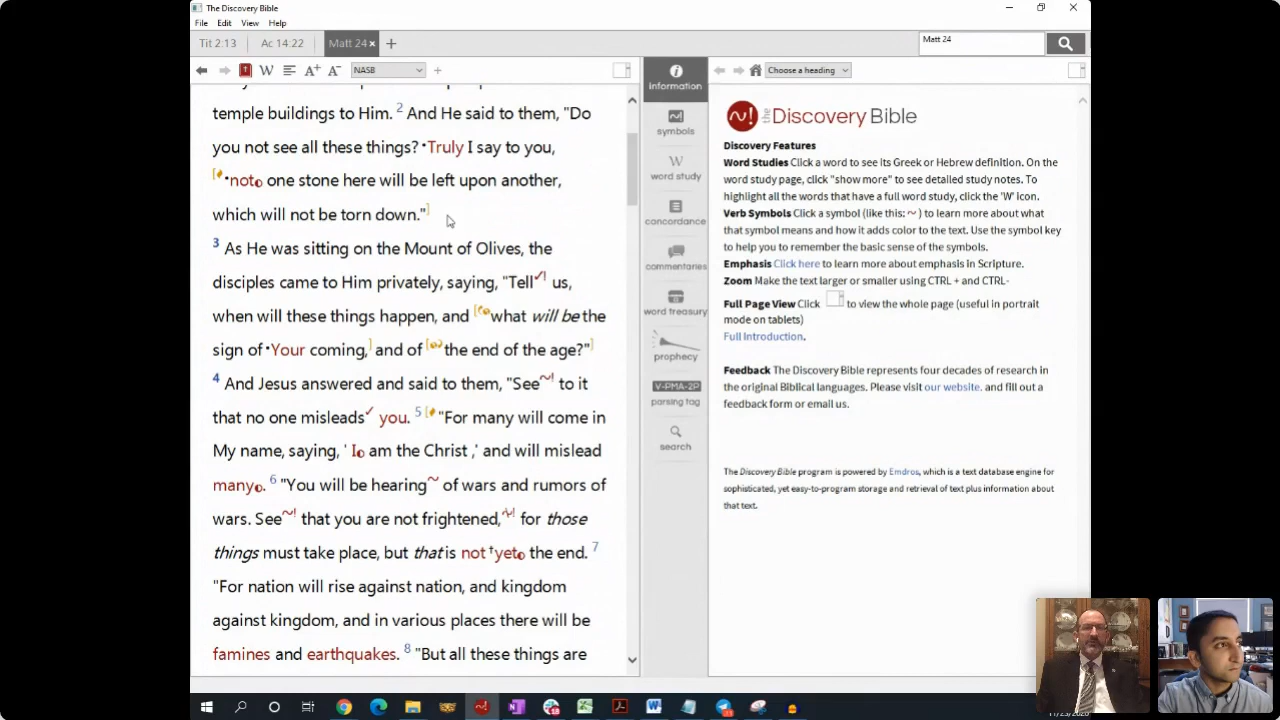 The Discovery Bible
File Edit View Help
Tit 2:13 Ac 14:22 Matt 24 × +
Matt 24
W A+ A- NASB +
temple buildings to Him. 2 And He said to them, "Do
you not see all these things? •Truly I say to you,
[•not one stone here will be left upon another,
which will not be torn down."]
3 As He was sitting on the Mount of Olives, the
disciples came to Him privately, saying, "Tell✓! us,
when will these things happen, and [what will be the
sign of •Your coming,] and of [the end of the age?"]
4 And Jesus answered and said to them, "See~! to it
that no one misleads✓ you. 5 ["For many will come in
My name, saying, ' I am the Christ ,' and will mislead
many. 6 "You will be hearing~ of wars and rumors of
wars. See~! that you are not frightened, for those
things must take place, but that is not †yet the end. 7
"For nation will rise against nation, and kingdom
against kingdom, and in various places there will be
famines and earthquakes. 8 "But all these things are
information
symbols
W
word study
concordance
commentaries
word treasury
prophecy
V-PMA-2P
parsing tag
search
Choose a heading
~! the Discovery Bible
Discovery Features
Word Studies Click a word to see its Greek or Hebrew definition. On the
word study page, click "show more" to see detailed study notes. To
highlight all the words that have a full word study, click the 'W' icon.
Verb Symbols Click a symbol (like this: ~ ) to learn more about what
that symbol means and how it adds color to the text. Use the symbol key
to help you to remember the basic sense of the symbols.
Emphasis Click here to learn more about emphasis in Scripture.
Zoom Make the text larger or smaller using CTRL + and CTRL-
Full Page View Click to view the whole page (useful in portrait
mode on tablets)
Full Introduction.
Feedback The Discovery Bible represents four decades of research in
the original Biblical languages. Please visit our website. and fill out a
feedback form or email us.
The Discovery Bible program is powered by Emdros, which is a text database engine for
sophisticated, yet easy-to-program storage and retrieval of text plus information about
that text.